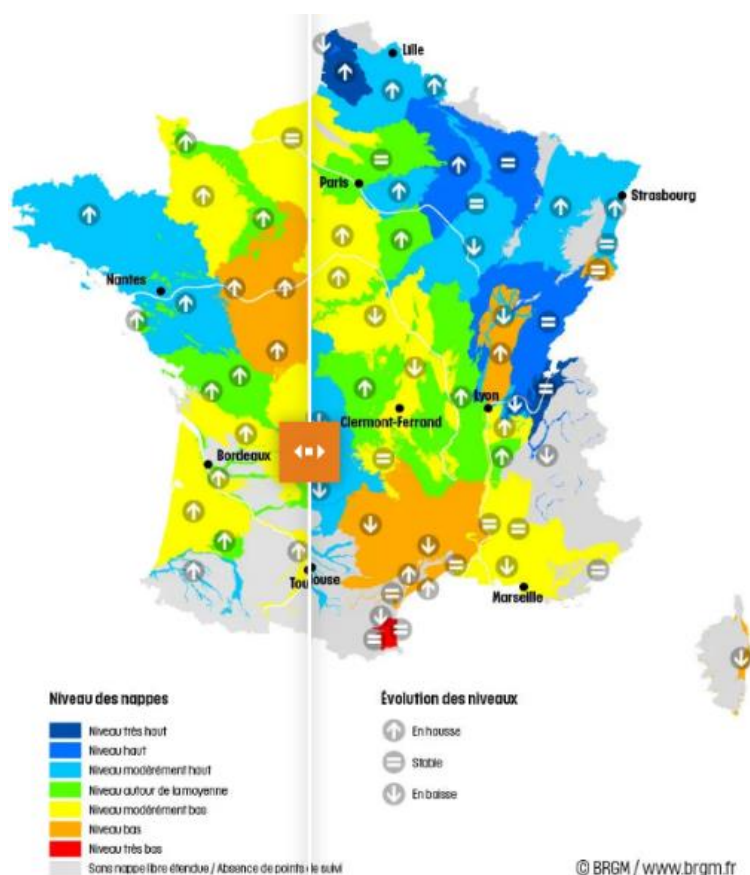 Lille
Paris
Strasbourg
Nantes
Lyon
Clermont-Ferrand
Bordeaux
Toulouse
Marseille
Niveau des nappes
Niveau très haut
Niveau haut
Niveau modérément haut
Niveau autour de la moyenne
Niveau modérément bas
Niveau bas
Niveau très bas
Sans nappe libre étendue / Absence de points de suivi
Évolution des niveaux
En hausse
Stable
En baisse
© BRGM / www.brgm.fr